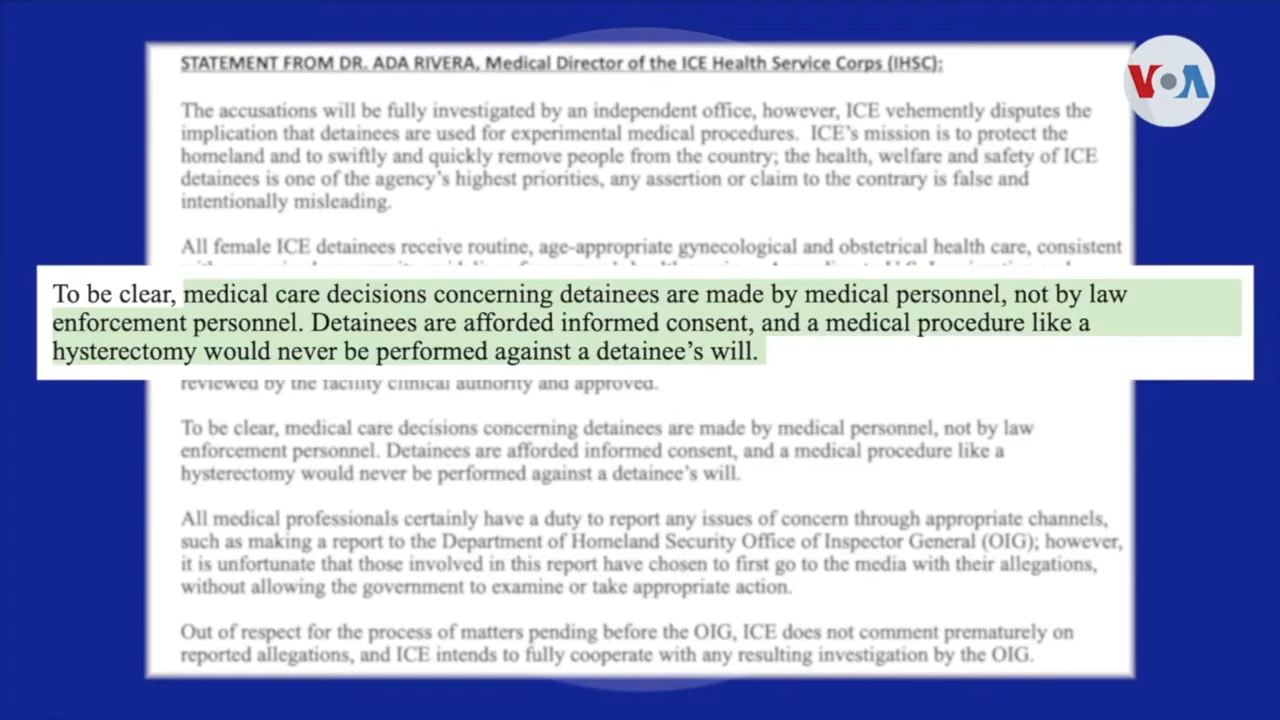 STATEMENT FROM DR. ADA RIVERA, Medical Director of the ICE Health Service Corps (IHSC):
VOA
The accusations will be fully investigated by an independent office, however, ICE vehemently disputes the
implication that detainees are used for experimental medical procedures. ICE's mission is to protect the
homeland and to swiftly and quickly remove people from the country; the health, welfare and safety of ICE
detainees is one of the agency's highest priorities, any assertion or claim to the contrary is false and
intentionally misleading.
All female ICE detainees receive routine, age-appropriate gynecological and obstetrical health care, consistent
To be clear, medical care decisions concerning detainees are made by medical personnel, not by law
enforcement personnel. Detainees are afforded informed consent, and a medical procedure like a
hysterectomy would never be performed against a detainee's will.
reviewed by the facility clinical authority and approved.
To be clear, medical care decisions concerning detainees are made by medical personnel, not by law
enforcement personnel. Detainees are afforded informed consent, and a medical procedure like a
hysterectomy would never be performed against a detainee's will.
All medical professionals certainly have a duty to report any issues of concern through appropriate channels,
such as making a report to the Department of Homeland Security Office of Inspector General (OIG); however,
it is unfortunate that those involved in this report have chosen to first go to the media with their allegations,
without allowing the government to examine or take appropriate action.
Out of respect for the process of matters pending before the OIG, ICE does not comment prematurely on
reported allegations, and ICE intends to fully cooperate with any resulting investigation by the OIG.